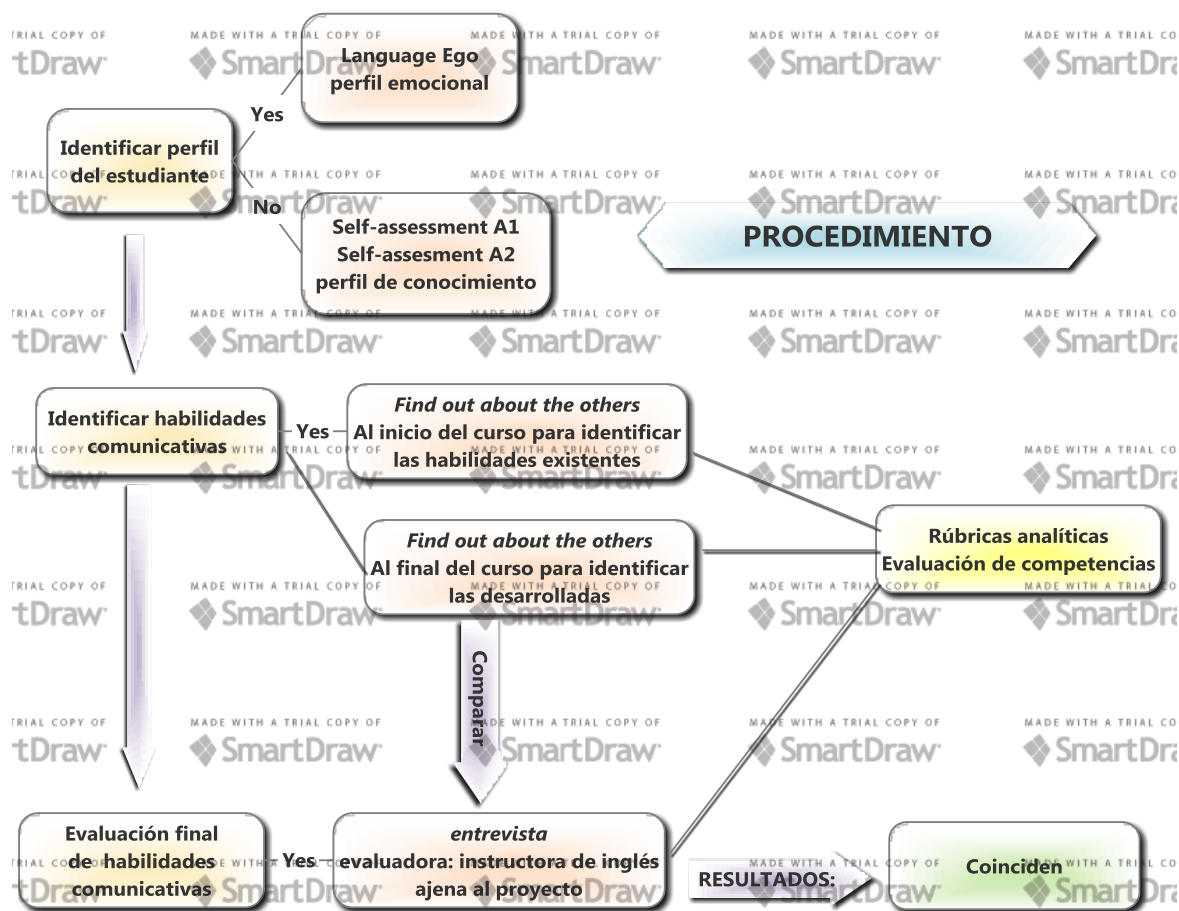 Language Ego
perfil emocional
Yes
Identificar perfil
del estudiante
No
Self-assessment A1
Self-assesment A2
perfil de conocimiento
PROCEDIMIENTO
Identificar habilidades
comunicativas
Yes
Find out about the others
Al inicio del curso para identificar
las habilidades existentes
Find out about the others
Al final del curso para identificar
las desarrolladas
Rúbricas analíticas
Evaluación de competencias
Comparar
Evaluación final
de habilidades
comunicativas
Yes
entrevista
evaluadora: instructora de inglés
ajena al proyecto
RESULTADOS:
Coinciden
MADE WITH A TRIAL COPY OF
SmartDraw